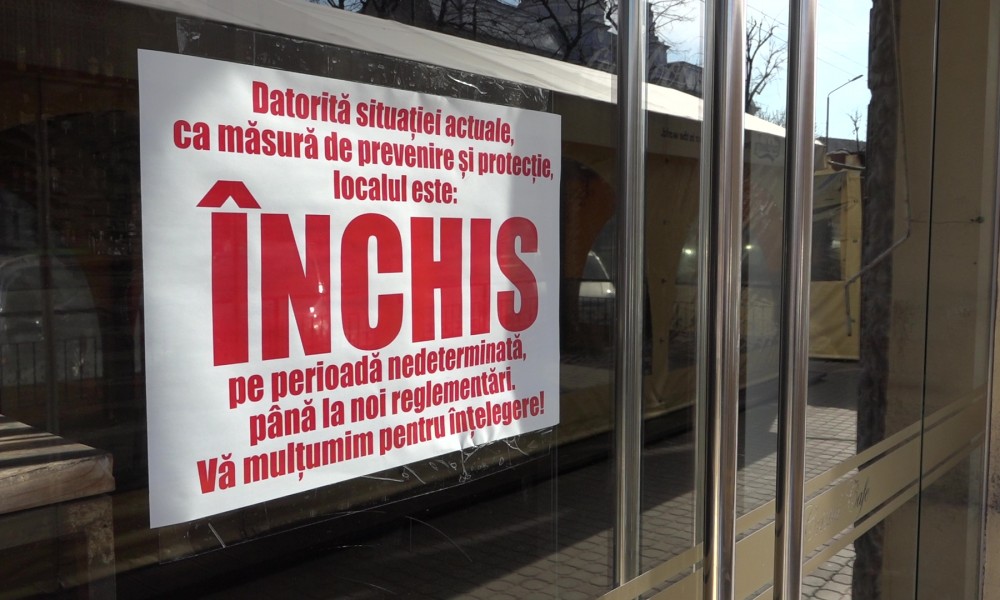 Datorită situației actuale,
ca măsură de prevenire și protecție,
localul este:
ÎNCHIS
pe perioadă nedeterminată,
până la noi reglementări.
Vă mulțumim pentru înțelegere!